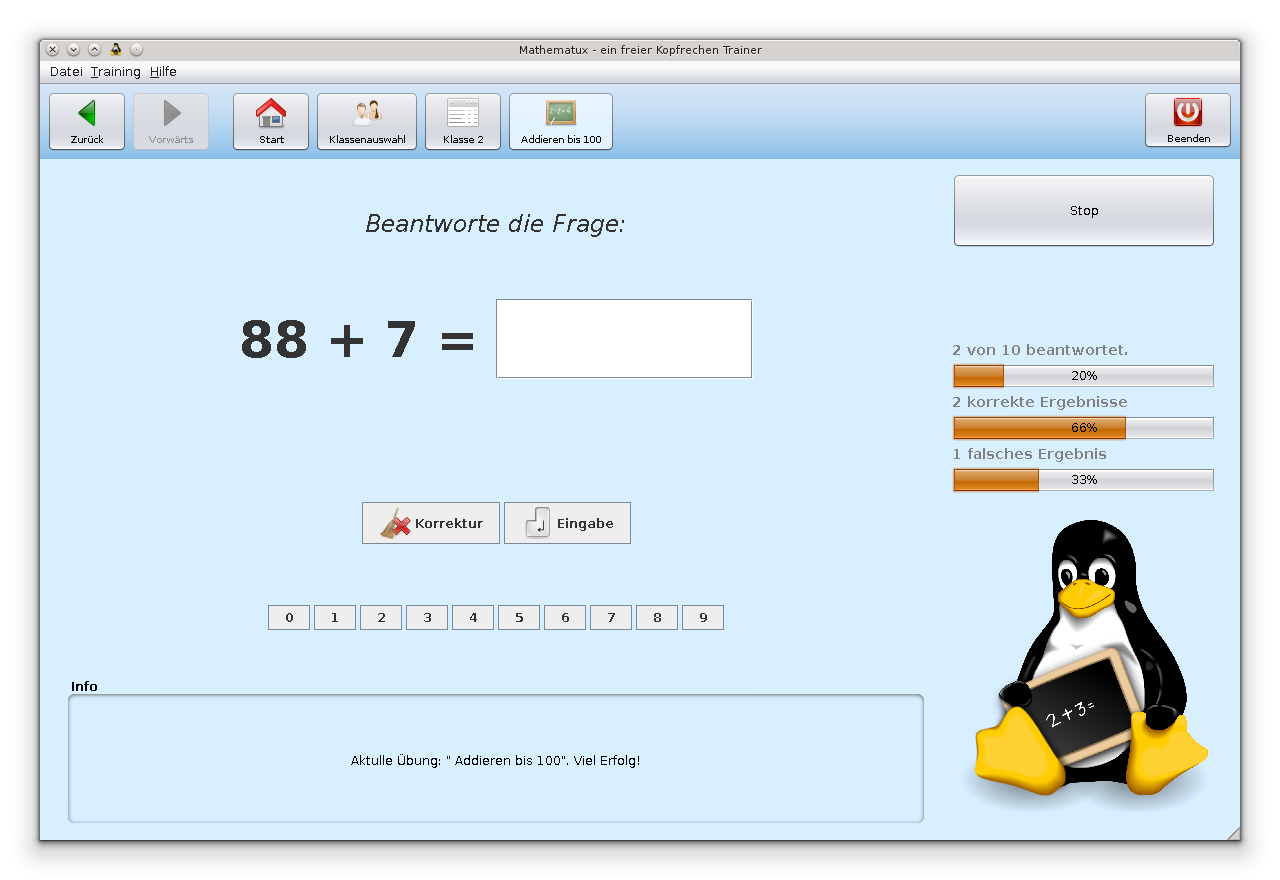 Mathematux - ein freier Kopfrechen Trainer
Datei Training Hilfe
Zurück Vorwärts Start Klassenauswahl Klasse 2 2-2=4 Addieren bis 100 Beenden
Stop
Beantworte die Frage:
88 + 7 =
2 von 10 beantwortet.
20%
2 korrekte Ergebnisse
66%
1 falsches Ergebnis
33%
Korrektur Eingabe
0 1 2 3 4 5 6 7 8 9
2+3=
Info
Aktulle Übung: " Addieren bis 100". Viel Erfolg!